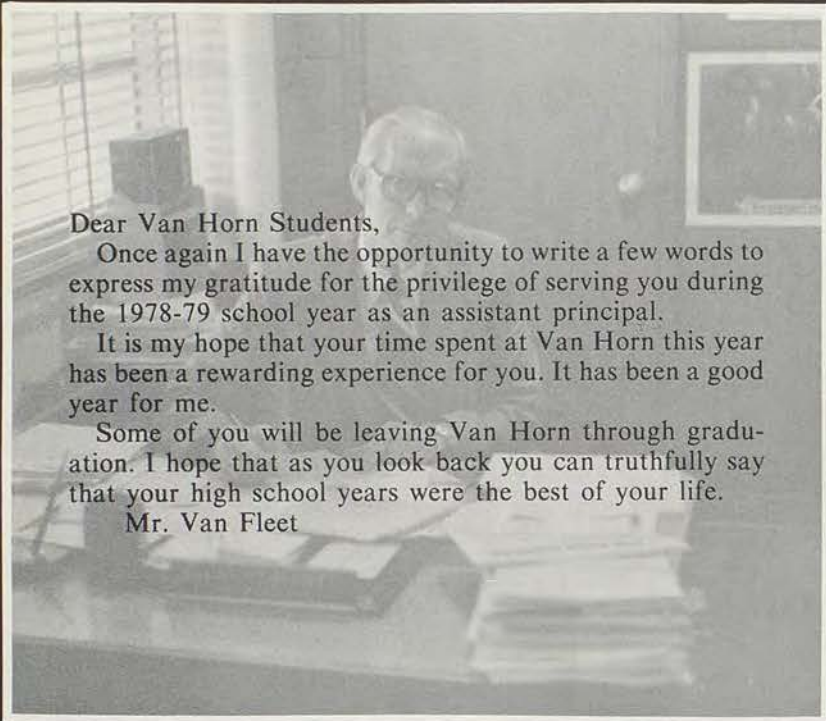 Dear Van Horn Students,
Once again I have the opportunity to write a few words to
express my gratitude for the privilege of serving you during
the 1978-79 school year as an assistant principal.
It is my hope that your time spent at Van Horn this year
has been a rewarding experience for you. It has been a good
year for me.
Some of you will be leaving Van Horn through gradu-
ation. I hope that as you look back you can truthfully say
that your high school years were the best of your life.
Mr. Van Fleet